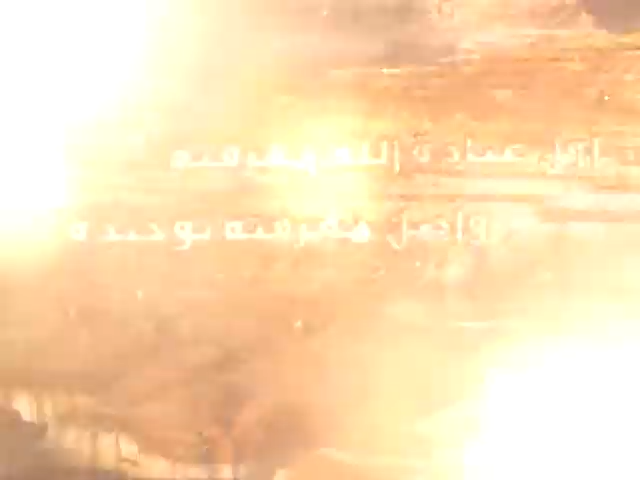 أول عبادة الله معرفته
وأصل معرفته توحيده